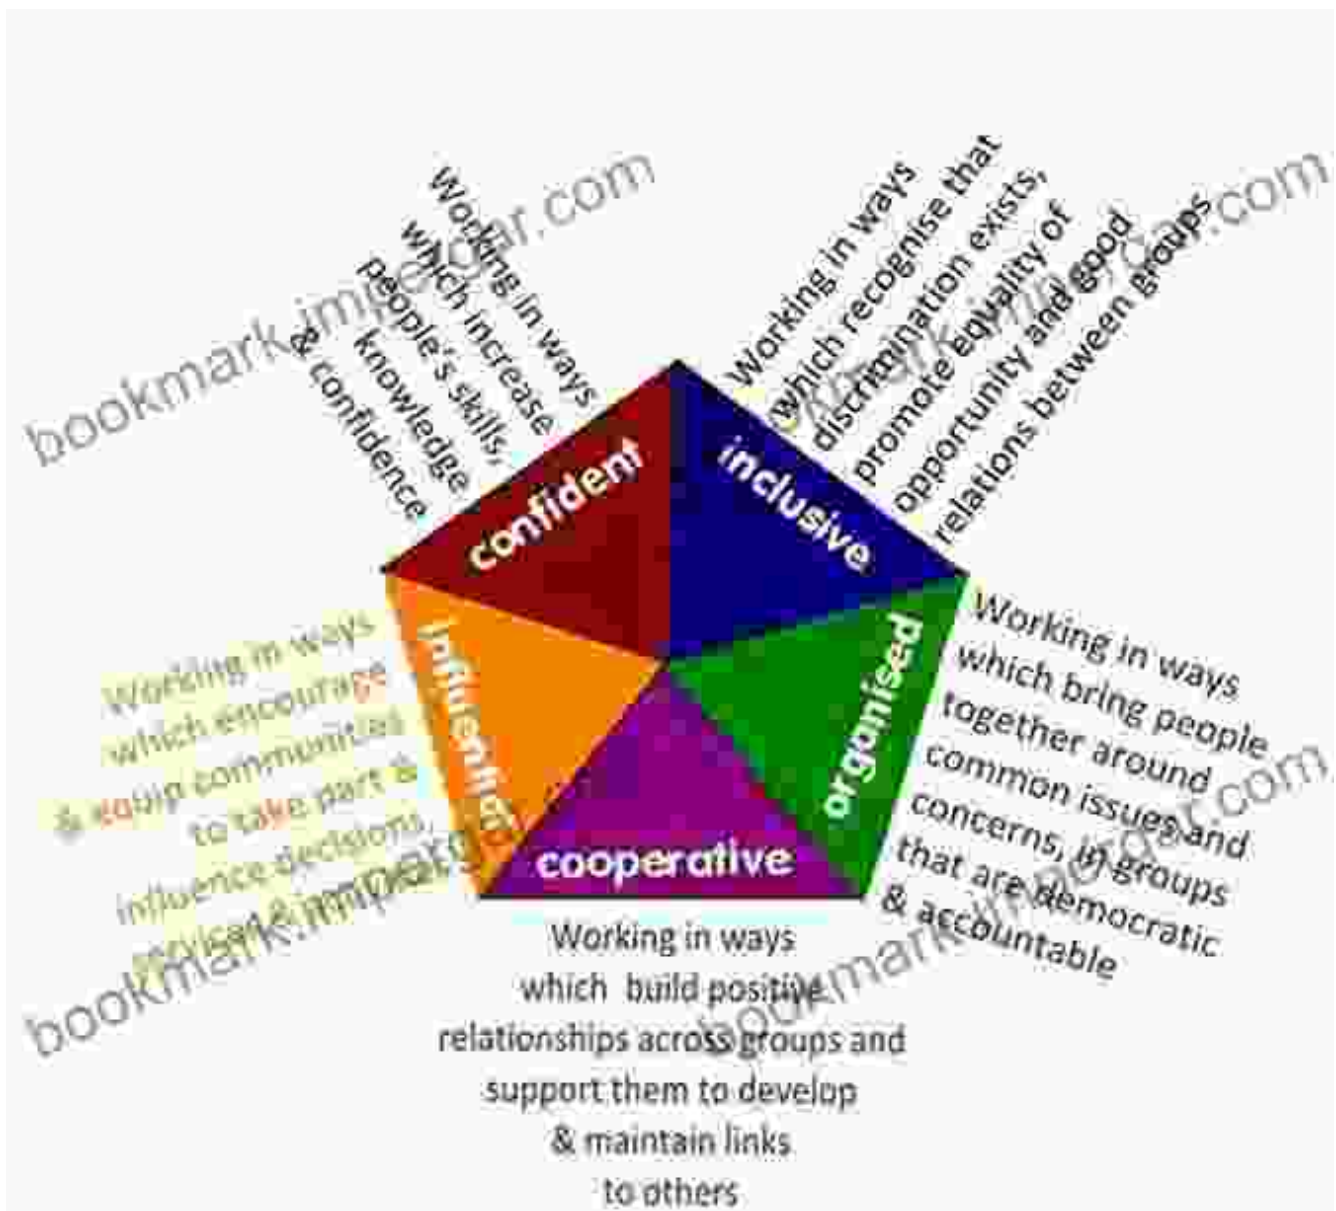 Working in ways
which increase
people's skills,
knowledge
& confidence
confident
Working in ways
which recognise that
discrimination exists,
promote equality of
opportunity and good
relations between groups
inclusive
Working in ways
which bring people
together around
common issues and
concerns, in groups
that are democratic
& accountable
organised
cooperative
Working in ways
which build positive
relationships across groups and
support them to develop
& maintain links
to others
influential
Working in ways
which encourage
& equip communities
to take part &
influence decisions,
bookmark.impergar.com
bookmark.impergar.com